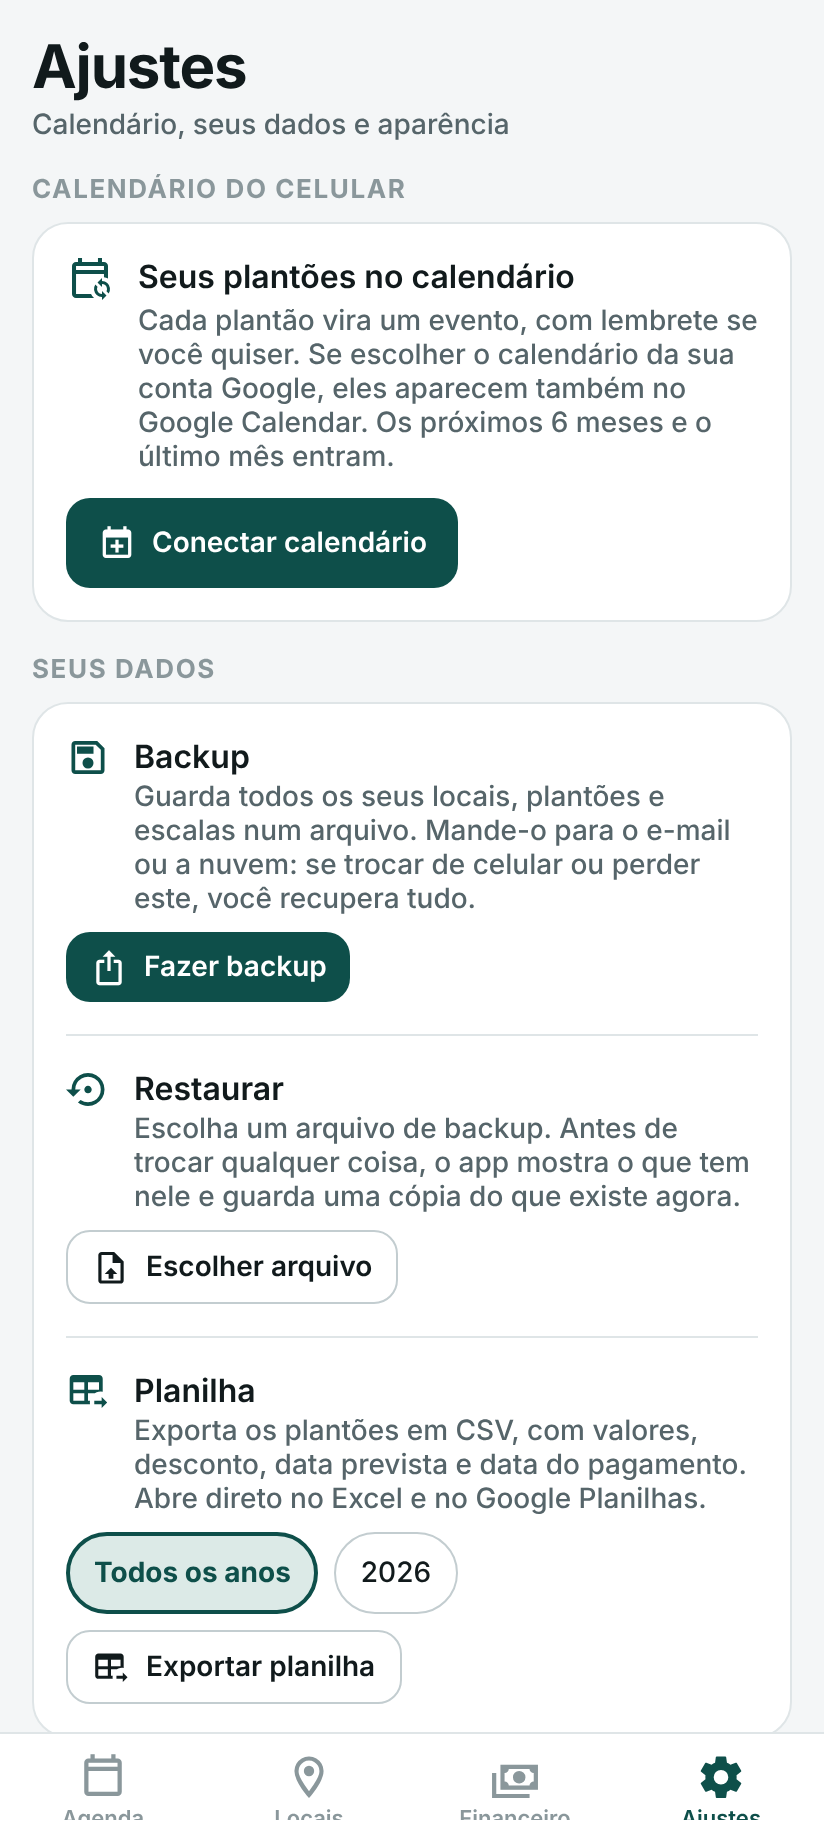 Ajustes
Calendário, seus dados e aparência
CALENDÁRIO DO CELULAR
Seus plantões no calendário
Cada plantão vira um evento, com lembrete se
você quiser. Se escolher o calendário da sua
conta Google, eles aparecem também no
Google Calendar. Os próximos 6 meses e o
último mês entram.
Conectar calendário
SEUS DADOS
Backup
Guarda todos os seus locais, plantões e
escalas num arquivo. Mande-o para o e-mail
ou a nuvem: se trocar de celular ou perder
este, você recupera tudo.
Fazer backup
Restaurar
Escolha um arquivo de backup. Antes de
trocar qualquer coisa, o app mostra o que tem
nele e guarda uma cópia do que existe agora.
Escolher arquivo
Planilha
Exporta os plantões em CSV, com valores,
desconto, data prevista e data do pagamento.
Abre direto no Excel e no Google Planilhas.
Todos os anos 2026
Exportar planilha
Agenda Locais Financeiro Ajustes